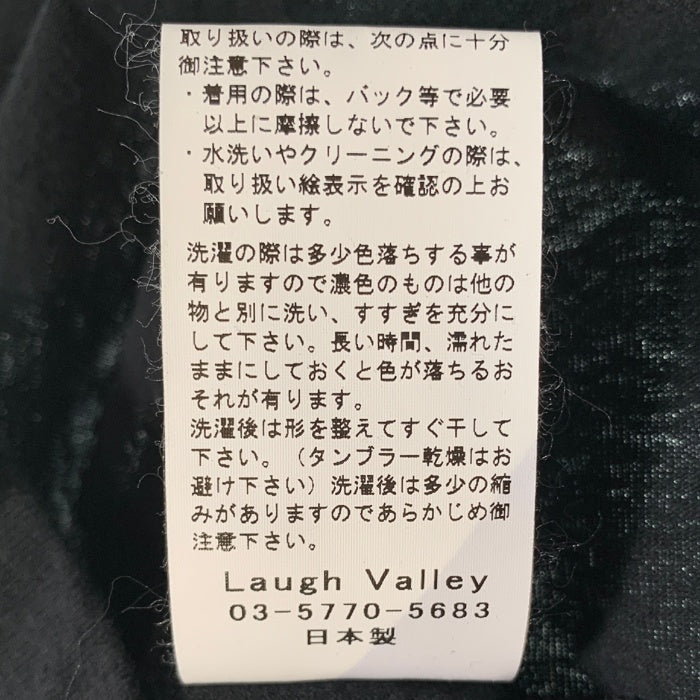 取り扱いの際は、次の点に十分
御注意下さい。
・着用の際は、バック等で必要
以上に摩擦しないで下さい。
・水洗いやクリーニングの際は、
取り扱い絵表示を確認の上お
願いします。
洗濯の際は多少色落ちする事が
有りますので濃色のものは他の
物と別に洗い、すすぎを充分に
して下さい。長い時間、濡れた
ままにしておくと色が落ちるお
それが有ります。
洗濯後は形を整えてすぐ干して
下さい。（タンブラー乾燥はお
避け下さい）洗濯後は多少の縮
みがありますのであらかじめ御
注意下さい。
Laugh Valley
03-5770-5683
日本製